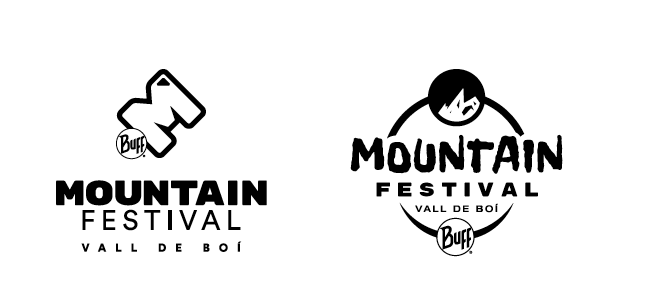 M
BUFF
MOUNTAIN
FESTIVAL
VALL DE BOÍ
MOUNTAIN
FESTIVAL
VALL DE BOÍ
BUFF